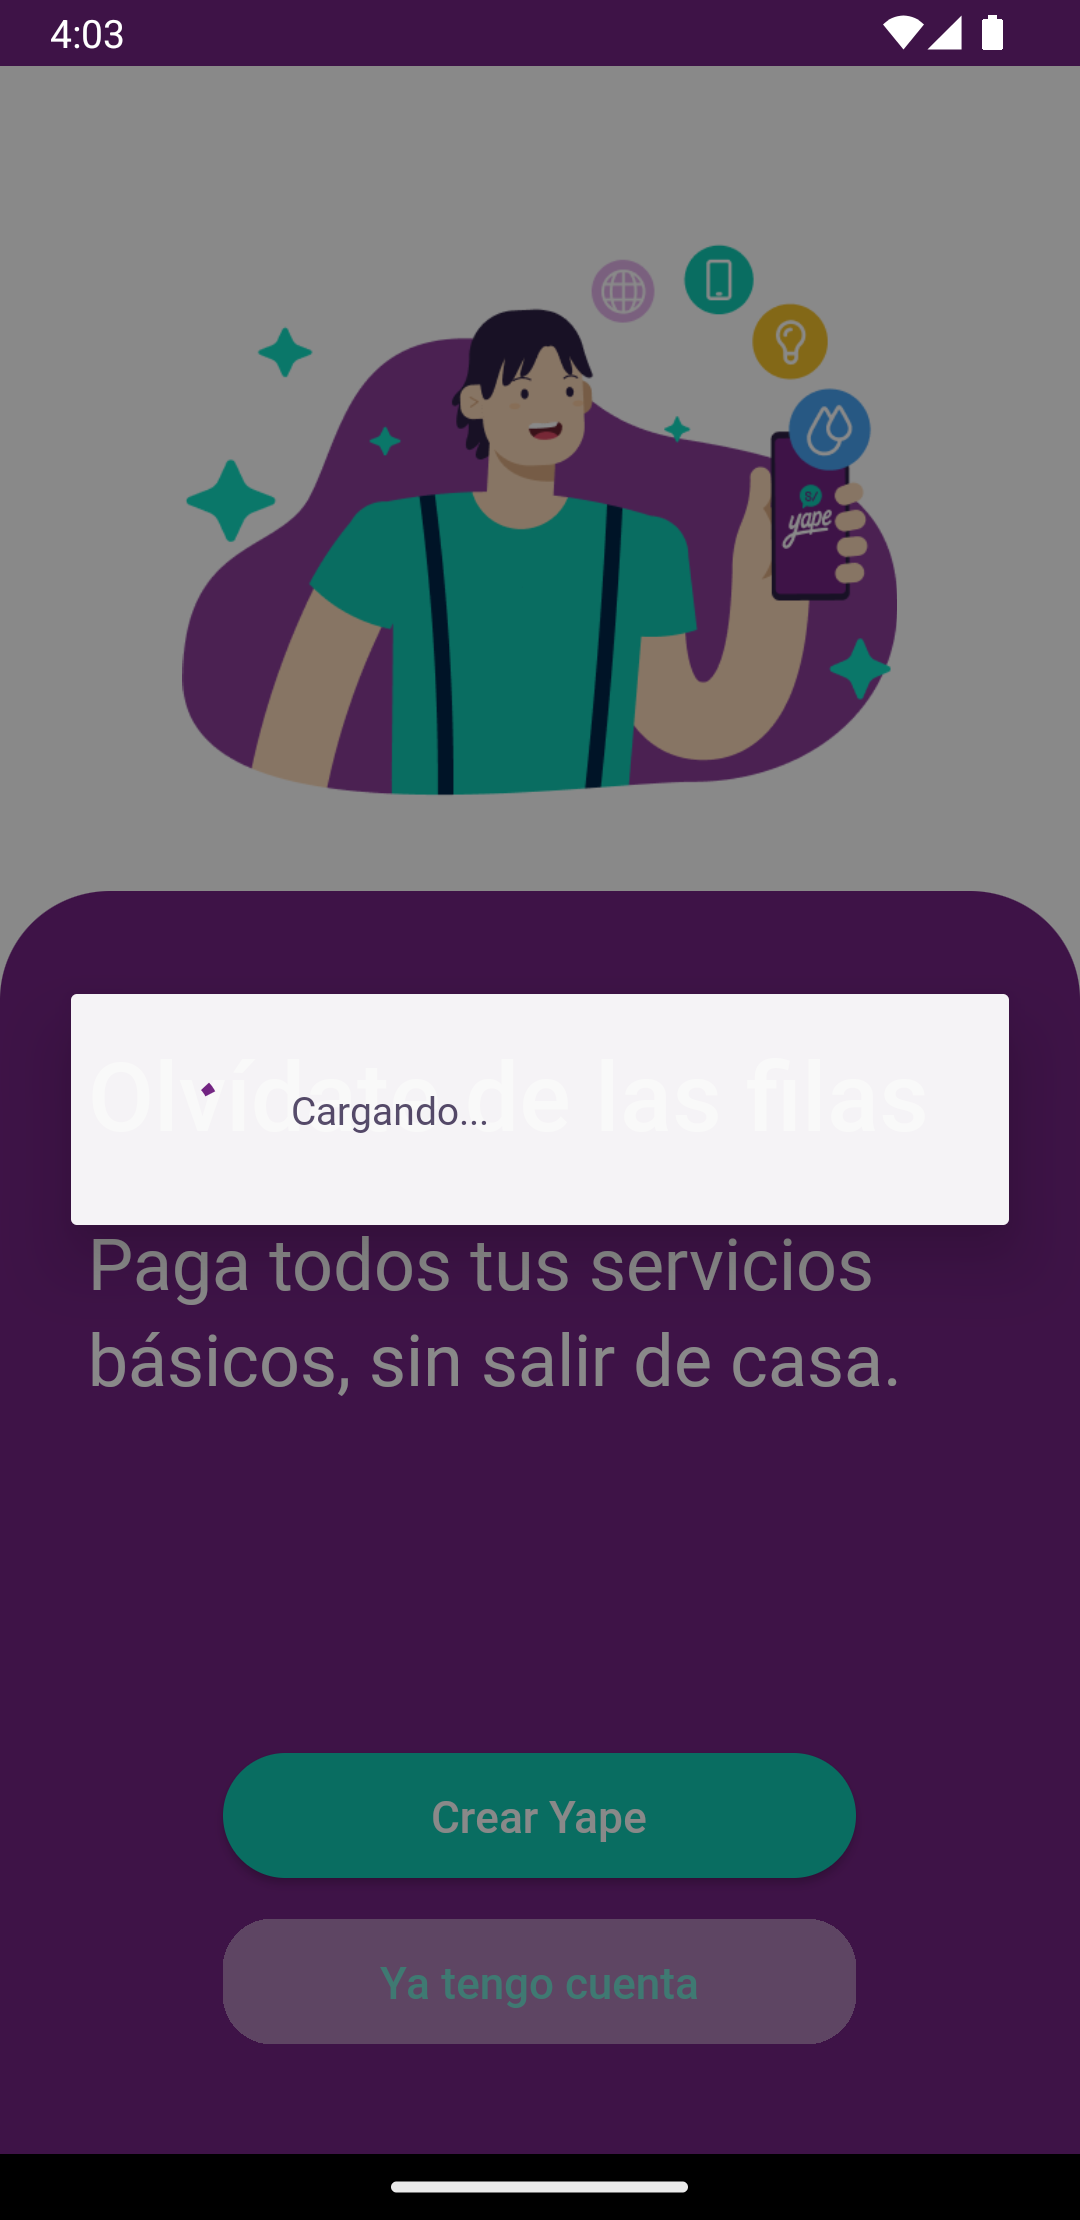 4:03
S/
yape
Olvídate de las filas
Cargando...
Paga todos tus servicios
básicos, sin salir de casa.
Crear Yape
Ya tengo cuenta